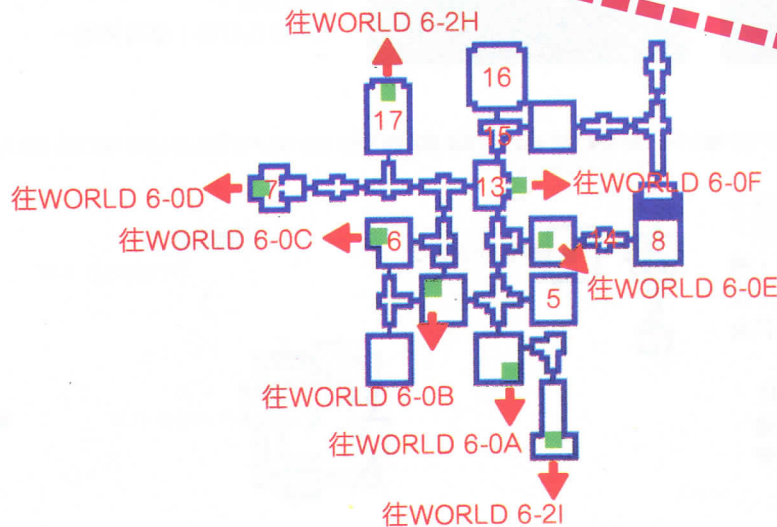 往WORLD 6-2H
16
17
15
7
13
往WORLD 6-0F
往WORLD 6-0D
往WORLD 6-0C
6
14
8
往WORLD 6-0E
5
往WORLD 6-0B
往WORLD 6-0A
往WORLD 6-2I